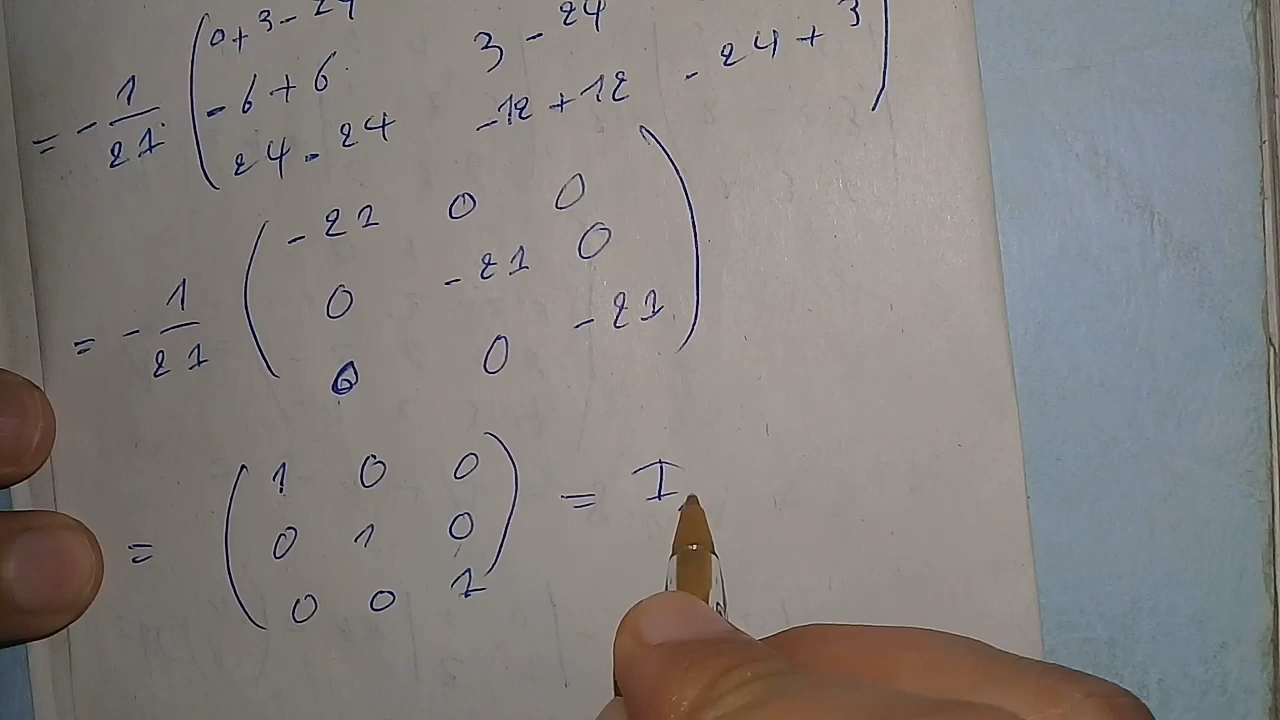 0 + 3 - 24
- 6 + 6 3 - 24
= - 1/21 24 - 24 - 12 + 12 - 24 + 3
- 21 0 0
= - 1/21 0 - 21 0
0 0 - 21
1 0 0
= 0 1 0 = I
0 0 1